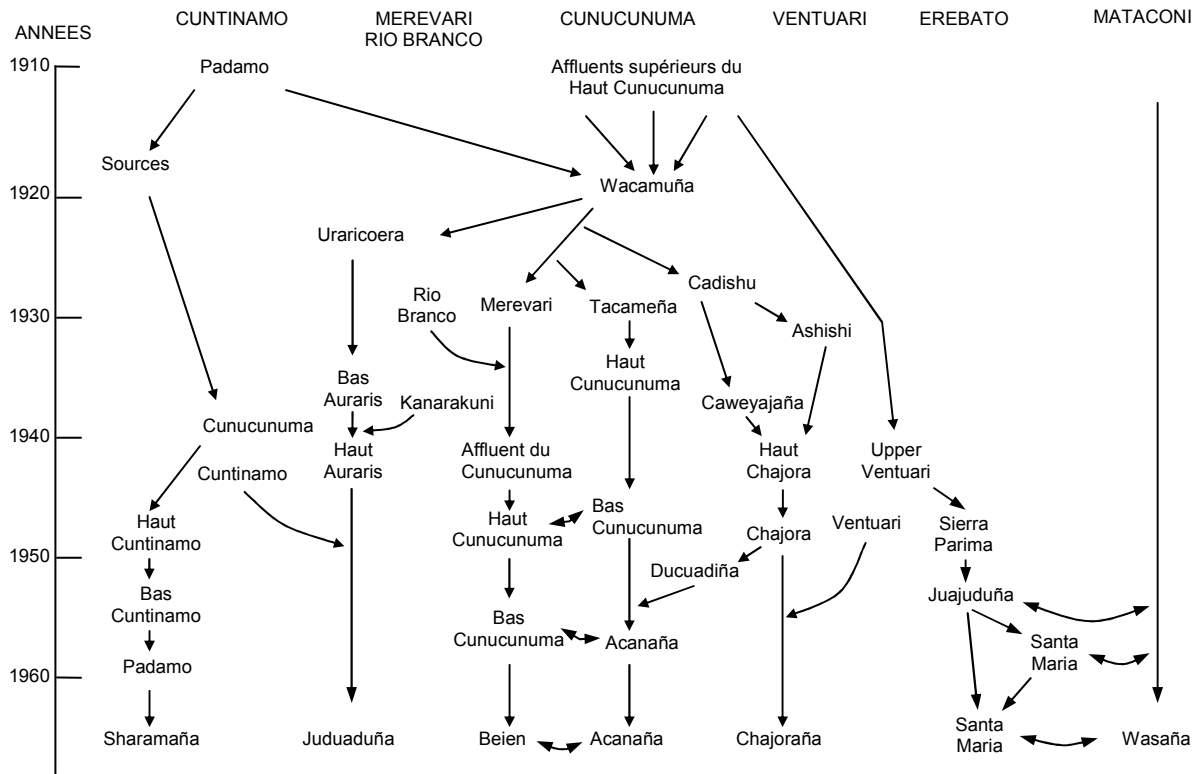 CUNTINAMO
MEREVARI
RIO BRANCO
CUNUCUNUMA
VENTUARI
EREBATO
MATACONI
ANNEES
1910
Padamo
Affluents supérieurs du
Haut Cunucunuma
Sources
Wacamuña
1920
Uraricoera
Cadishu
Rio
Branco
Merevari
Tacameña
1930
Ashishi
Haut
Cunucunuma
Bas
Auraris
Kanarakuni
Caweyajaña
Cunucunuma
1940
Haut
Auraris
Affluent du
Cunucunuma
Haut
Chajora
Upper
Ventuari
Cuntinamo
Haut
Cuntinamo
Haut
Cunucunuma
Bas
Cunucunuma
Chajora
Ventuari
Sierra
Parima
1950
Ducuadiña
Bas
Cuntinamo
Juajuduña
Bas
Cunucunuma
Acanaña
Santa
Maria
Padamo
1960
Sharamaña
Juduaduña
Beien
Acanaña
Chajoraña
Santa
Maria
Wasaña